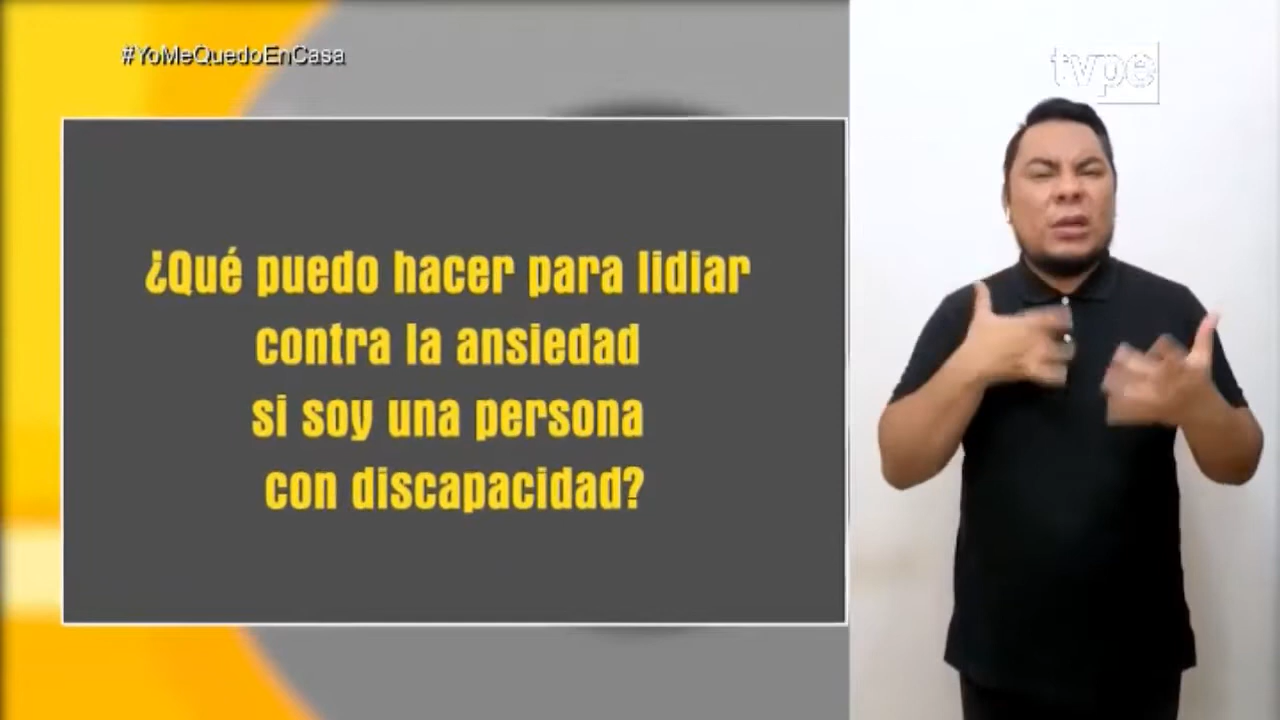 #YoMeQuedoEnCasa
tvpe
¿Qué puedo hacer para lidiar
contra la ansiedad
si soy una persona
con discapacidad?